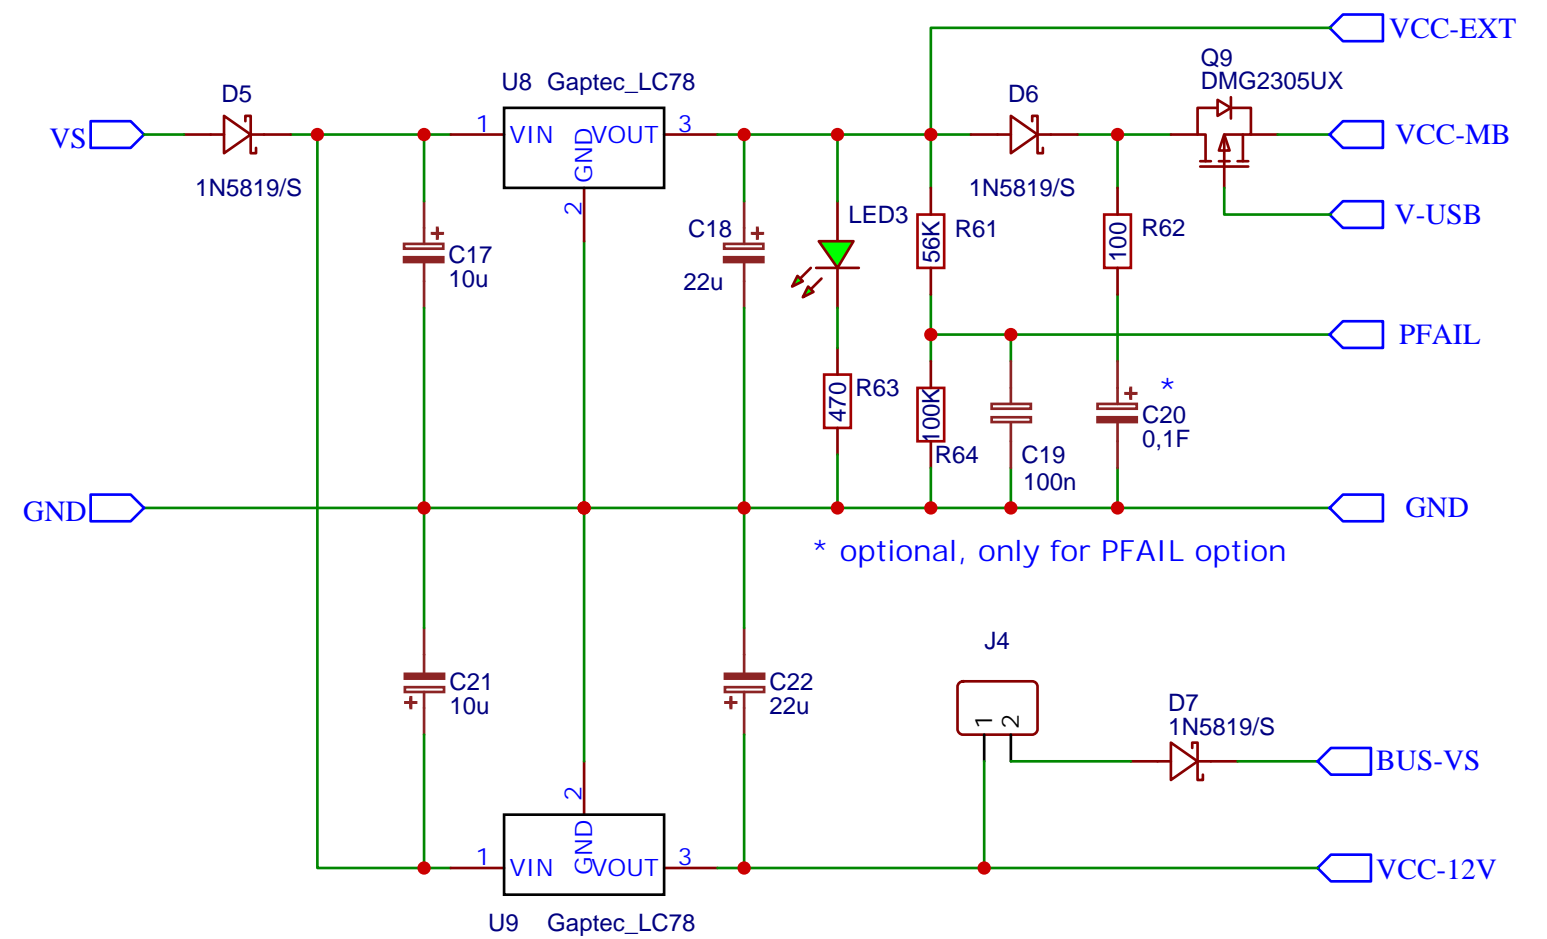 VCC-EXT
Q9
DMG2305UX
U8 Gaptec_LC78
D5
D6
VS
1
VIN
GND
VOUT
3
VCC-MB
1N5819/S
1N5819/S
2
LED3
V-USB
C18
+
22u
+
C17
10u
56K
R61
100
R62
PFAIL
470
R63
100K
R64
C19
100n
+
*
C20
0,1F
GND
GND
* optional, only for PFAIL option
J4
1
2
C21
10u
+
C22
22u
+
D7
1N5819/S
BUS-VS
2
1
VIN
GND
VOUT
3
VCC-12V
U9 Gaptec_LC78